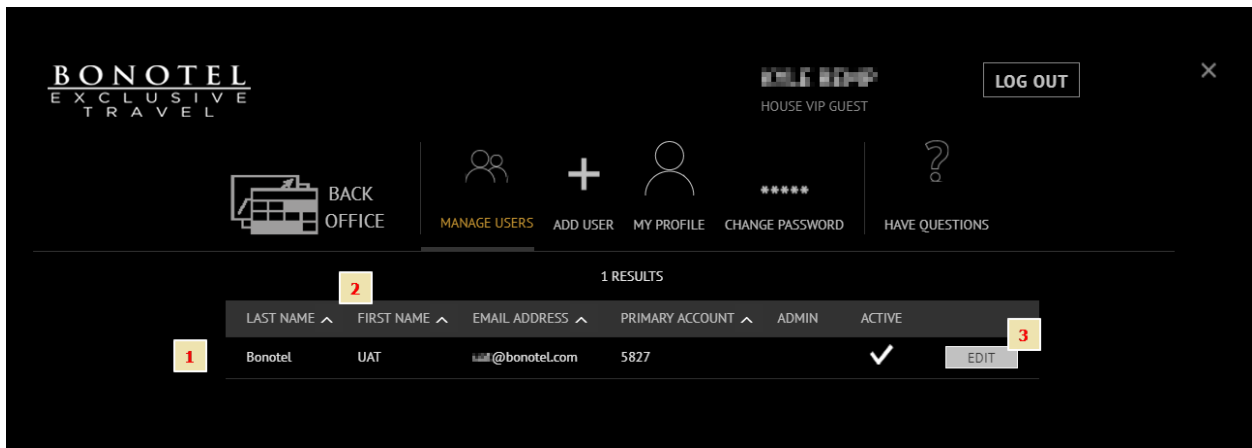 BONOTEL
EXCLUSIVE
TRAVEL
HOUSE VIP GUEST
LOG OUT
BACK
OFFICE
MANAGE USERS
ADD USER
MY PROFILE
*****
CHANGE PASSWORD
HAVE QUESTIONS
1 RESULTS
2
LAST NAME FIRST NAME EMAIL ADDRESS PRIMARY ACCOUNT ADMIN ACTIVE
3
1
Bonotel UAT @bonotel.com 5827 EDIT